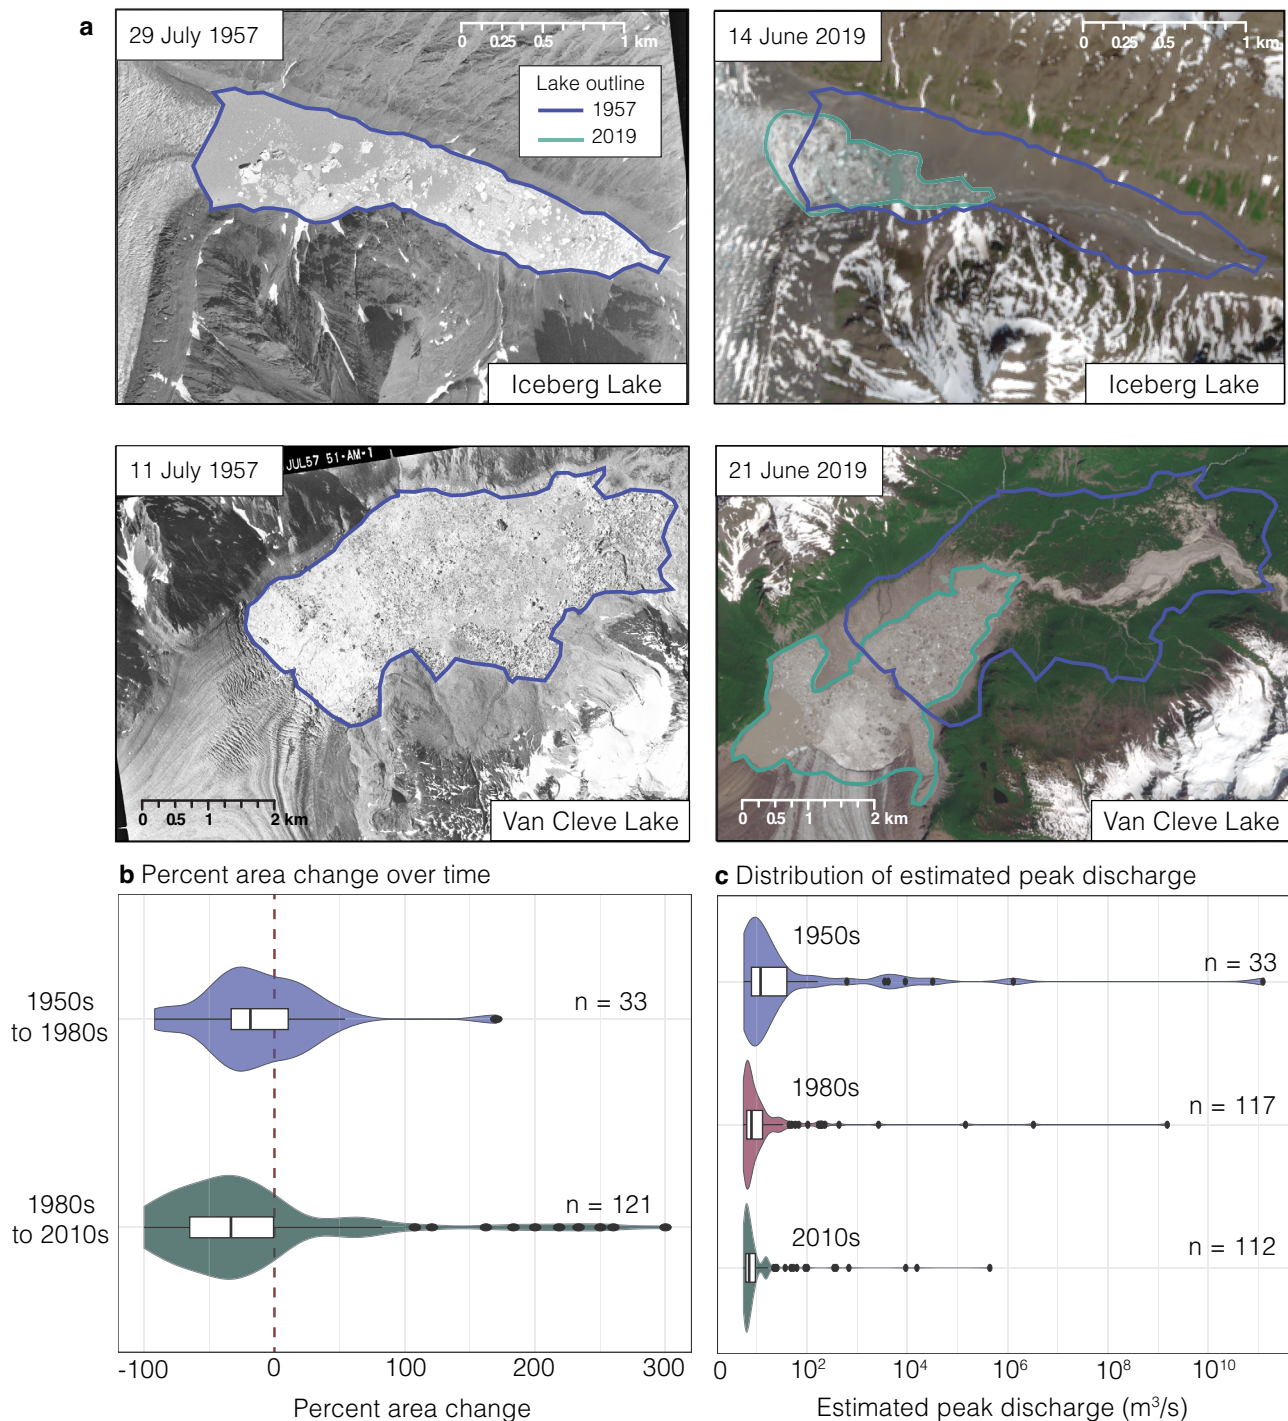 a
29 July 1957
0 0.25 0.5 1 km
Lake outline
1957
2019
Iceberg Lake
14 June 2019
0 0.25 0.5 1 km
Iceberg Lake
11 July 1957
JUL57 51-AM-1
0 0.5 1 2 km
Van Cleve Lake
21 June 2019
0 0.5 1 2 km
Van Cleve Lake
b Percent area change over time
1950s
to 1980s
n = 33
1980s
to 2010s
n = 121
-100 0 100 200 300
Percent area change
c Distribution of estimated peak discharge
1950s
n = 33
1980s
n = 117
2010s
n = 112
0 10² 10⁴ 10⁶ 10⁸ 10¹⁰
Estimated peak discharge (m³/s)